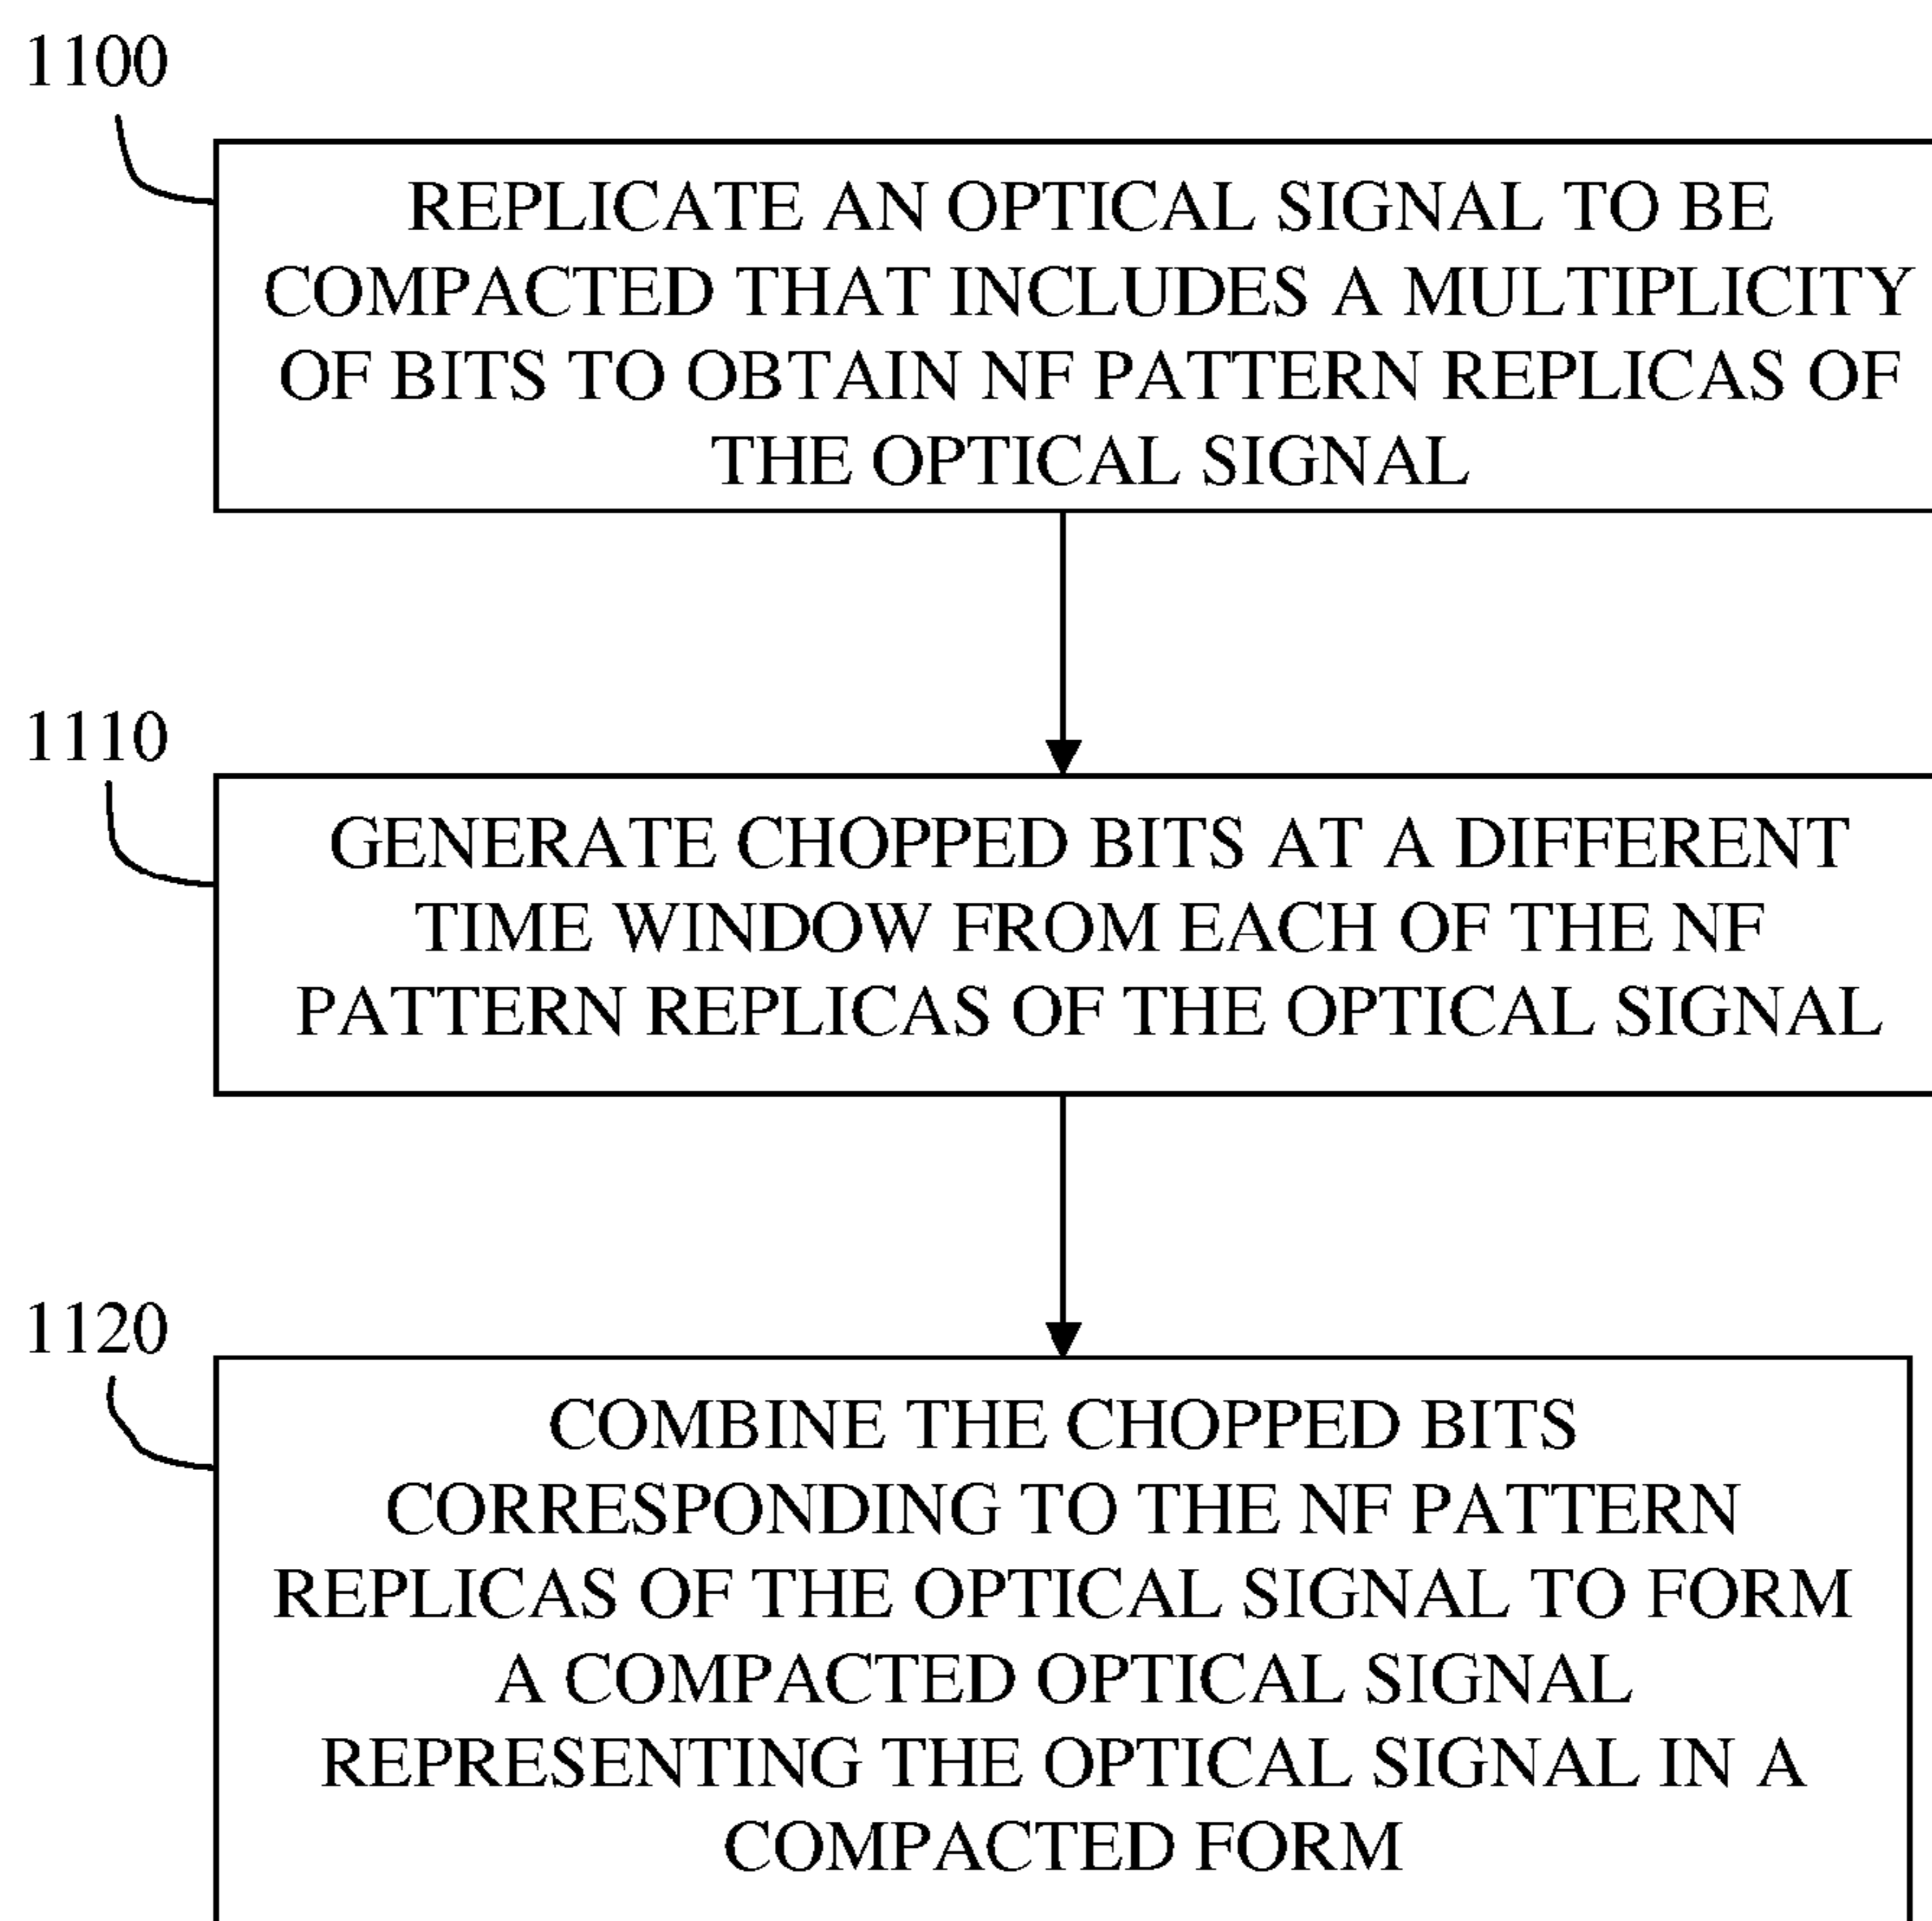 1100
REPLICATE AN OPTICAL SIGNAL TO BE
COMPACTED THAT INCLUDES A MULTIPLICITY
OF BITS TO OBTAIN NF PATTERN REPLICAS OF
THE OPTICAL SIGNAL
1110
GENERATE CHOPPED BITS AT A DIFFERENT
TIME WINDOW FROM EACH OF THE NF
PATTERN REPLICAS OF THE OPTICAL SIGNAL
1120
COMBINE THE CHOPPED BITS
CORRESPONDING TO THE NF PATTERN
REPLICAS OF THE OPTICAL SIGNAL TO FORM
A COMPACTED OPTICAL SIGNAL
REPRESENTING THE OPTICAL SIGNAL IN A
COMPACTED FORM